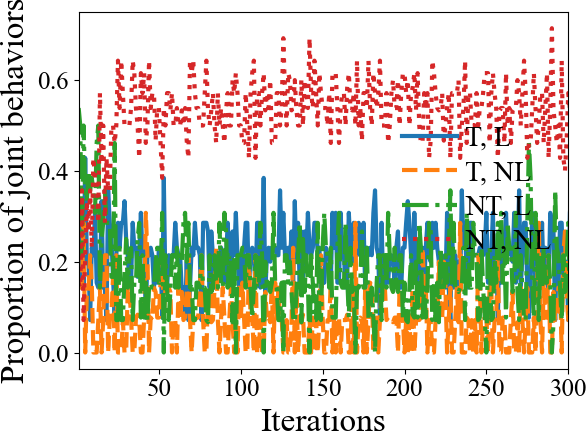 Proportion of joint behaviors
0.6
0.4
0.2
0.0
T, L
T, NL
NT, L
NT, NL
50
100
150
200
250
300
Iterations